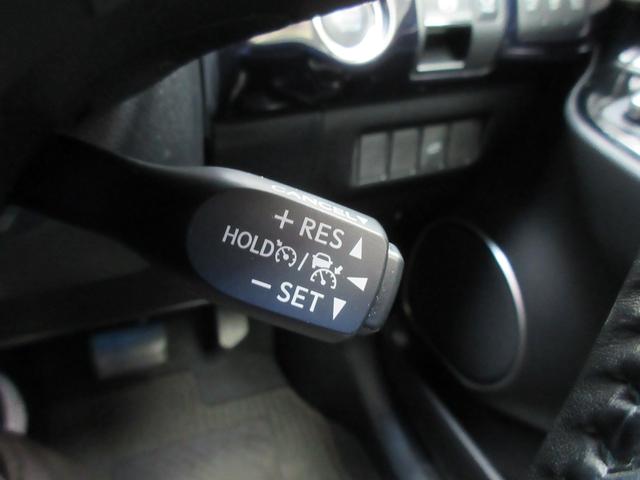 CANCEL
+ RES
HOLD /
− SET